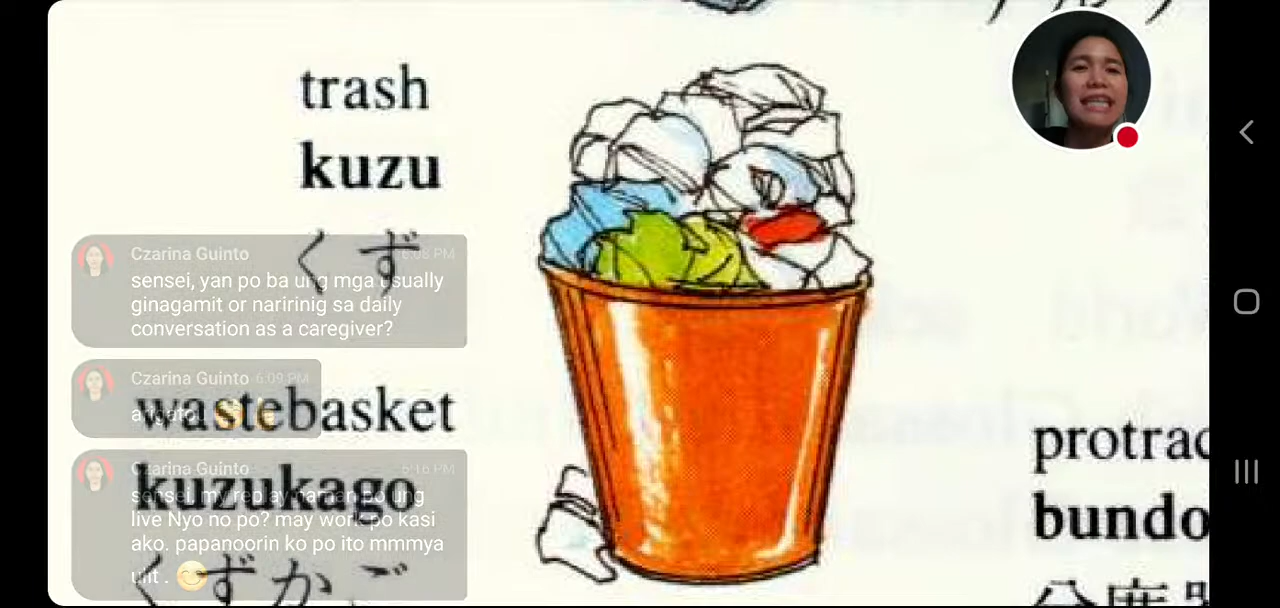 trash
kuzu
くず
Czarina Guinto 6:08 PM
sensei, yan po ba ung mga usually
ginagamit or naririnig sa daily
conversation as a caregiver?
Czarina Guinto 6:09 PM
wastebasket
Czarina Guinto 6:16 PM
kuzukago
sensei, my replay naman po ung
live Nyo no po? may work po kasi
ako. papanoorin ko po ito mmmya
ulit .
くずかご
protrac
bundo